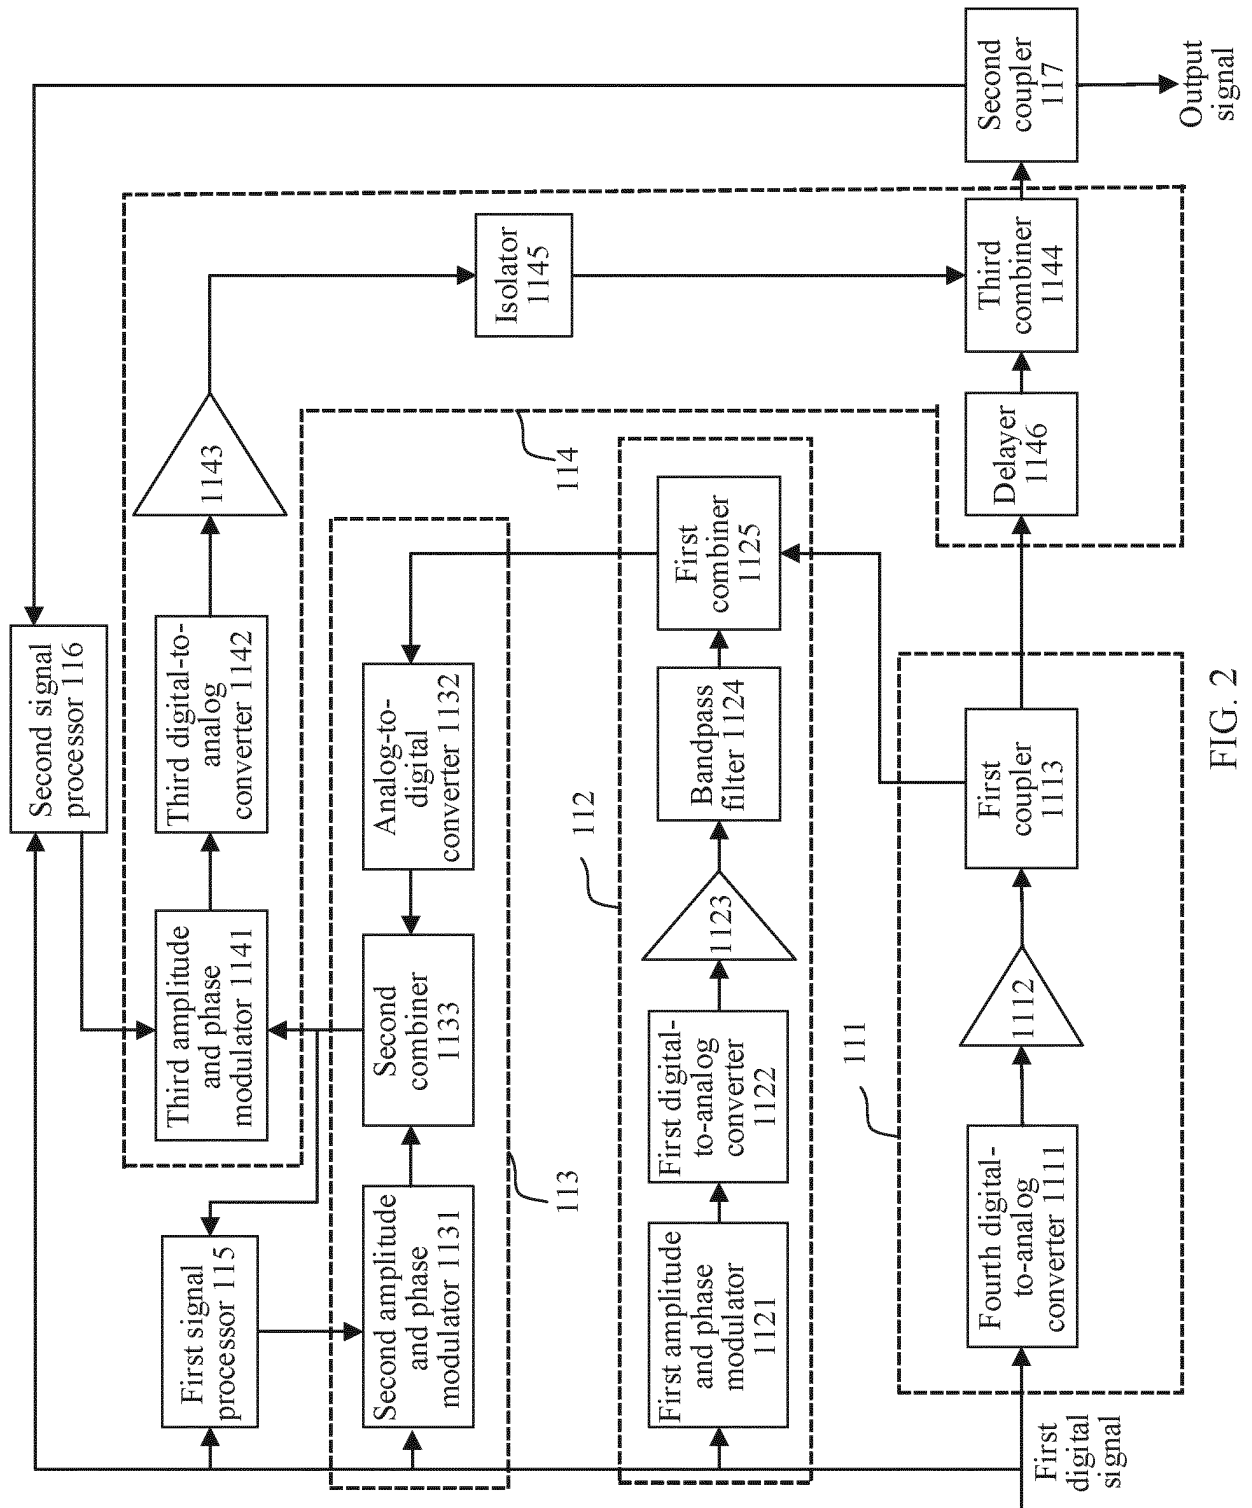 Second signal
processor 116
Second
coupler
117
Output
signal
Third amplitude
and phase
modulator 1141
Third digital-to-
analog
converter 1142
1143
Isolator
1145
Third
combiner
1144
Delayer
1146
114
First signal
processor 115
Second amplitude
and phase
modulator 1131
Second
combiner
1133
Analog-to-
digital
converter 1132
113
First amplitude
and phase
modulator
1121
First digital-
to-analog
converter
1122
1123
Bandpass
filter 1124
First
combiner
1125
112
111
Fourth digital-
to-analog
converter 1111
1112
First
coupler
1113
First
digital
signal
FIG. 2